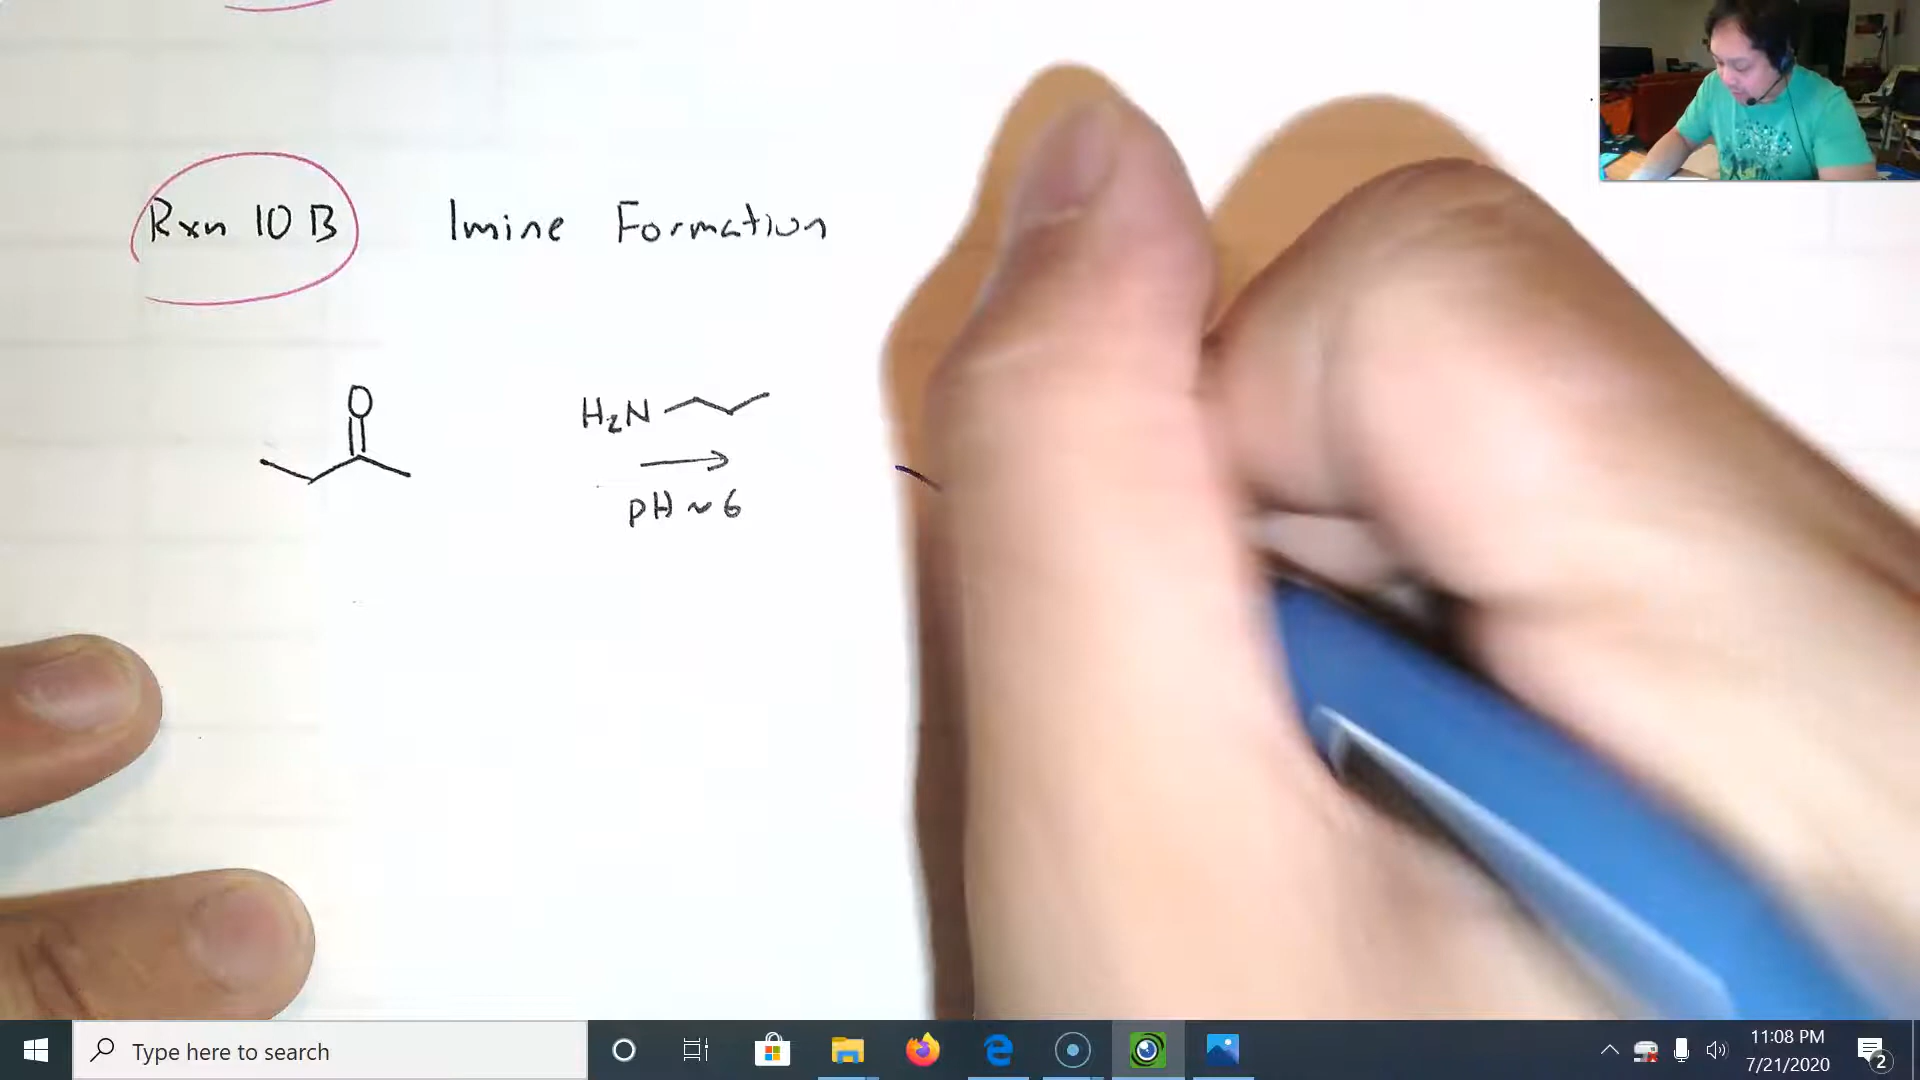 Rxn 10 B Imine Formation
O
H₂N
pH ~ 6
Type here to search
11:08 PM
7/21/2020
2